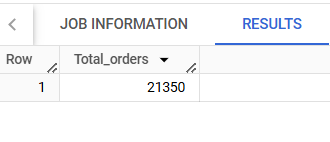 JOB INFORMATION RESULTS
Row Total_orders
1 21350